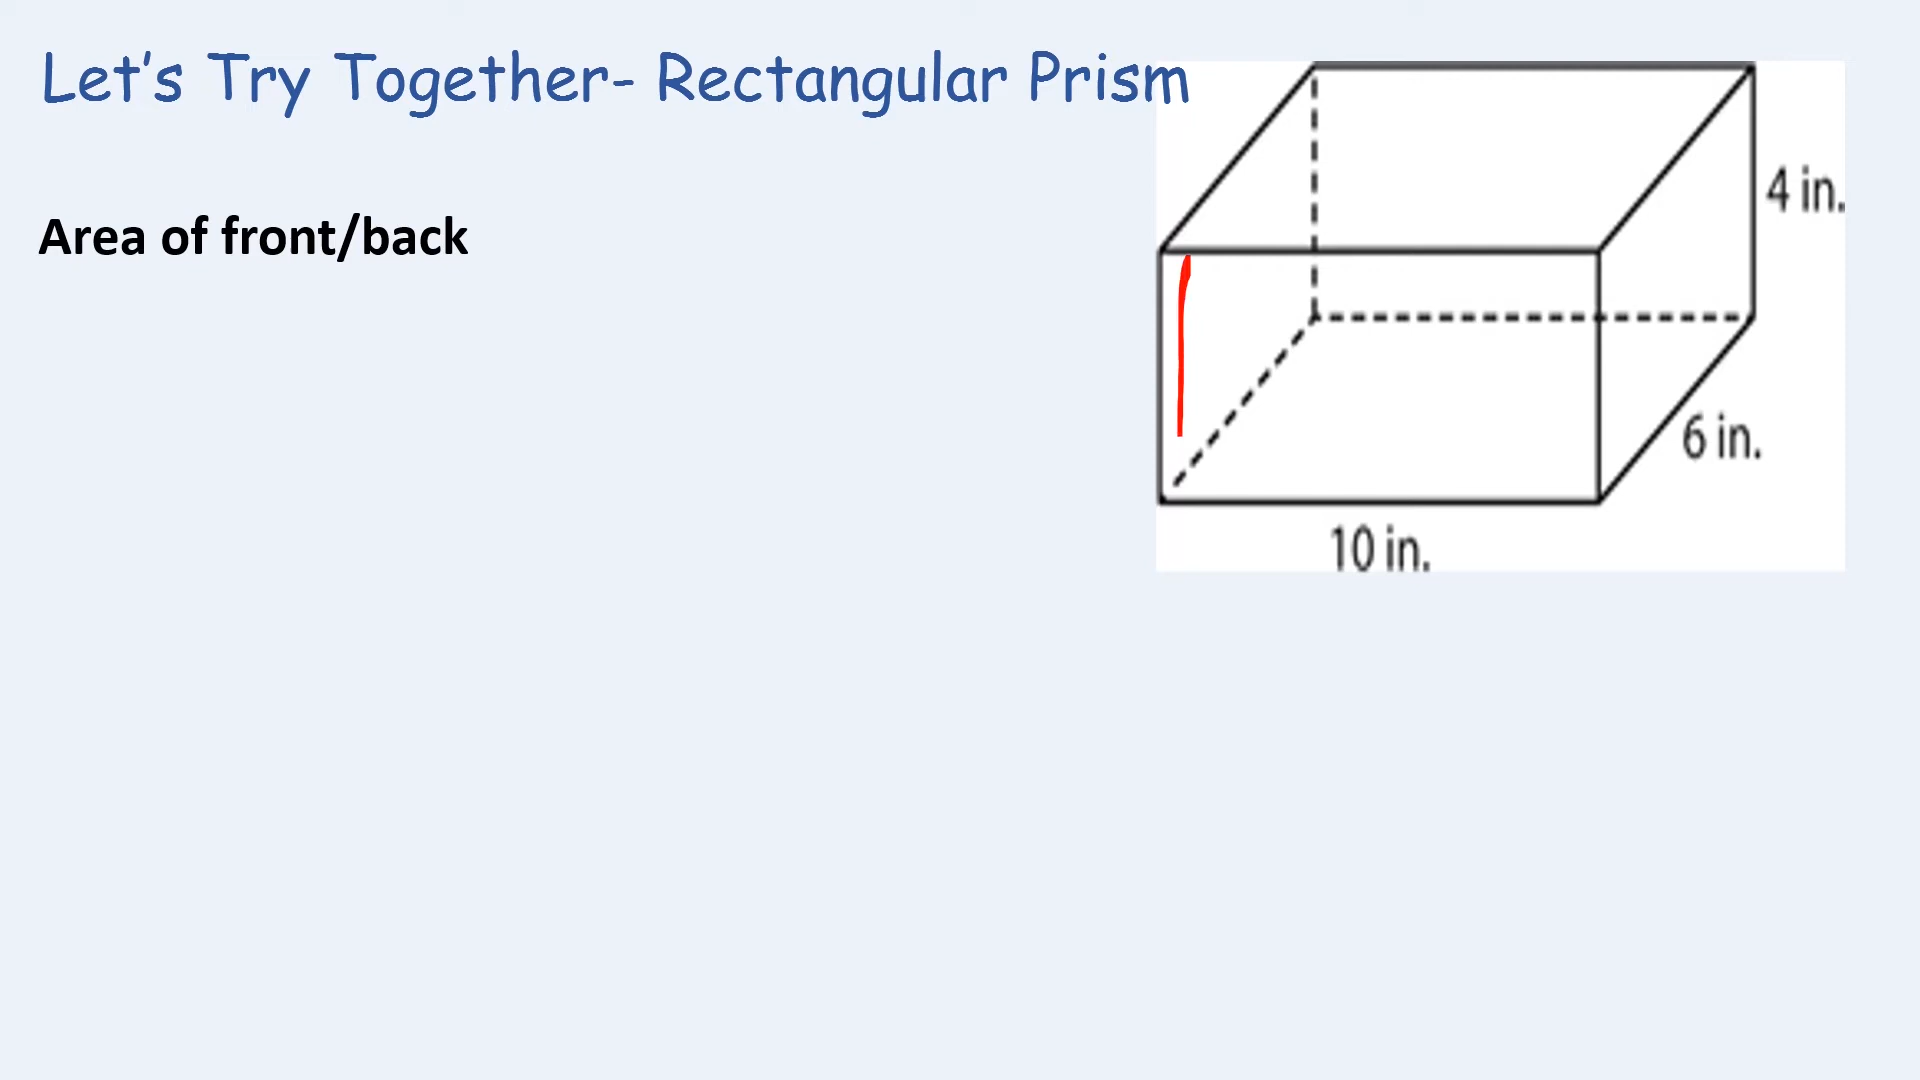 Let's Try Together- Rectangular Prism
Area of front/back
4 in.
6 in.
10 in.